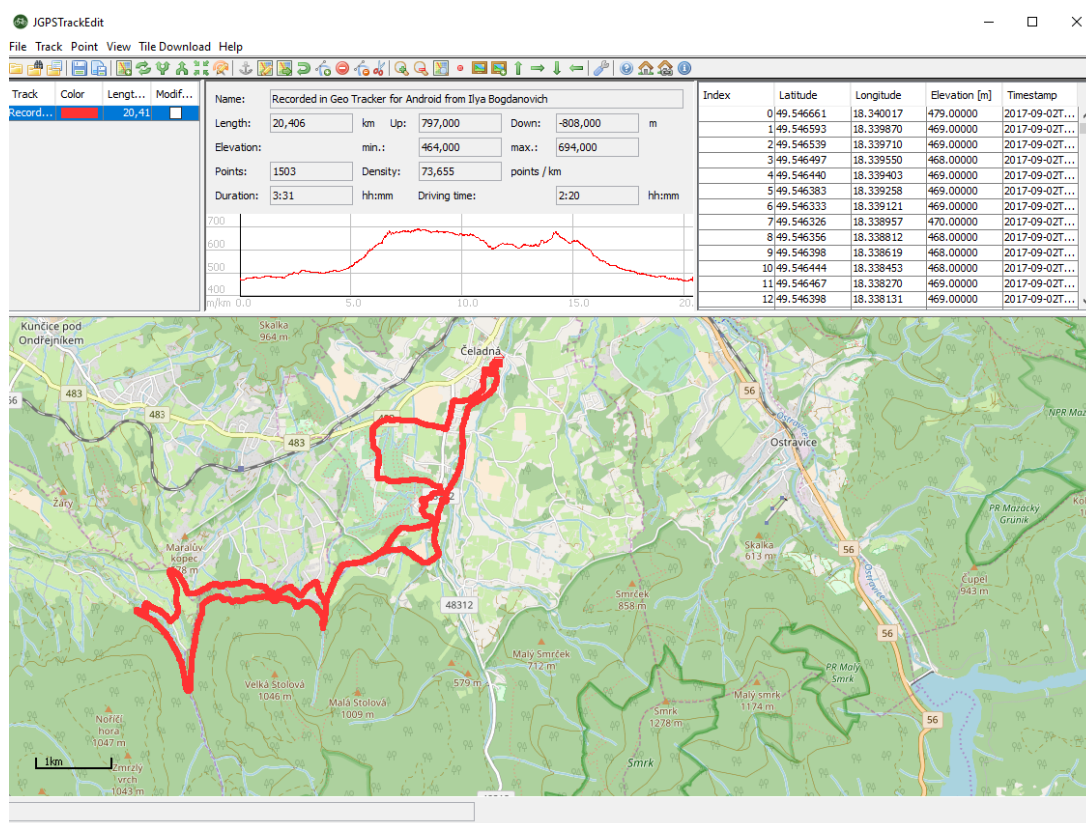 JGPSTrackEdit
File Track Point View Tile Download Help
Track Color Lengt... Modif...
Record... 20,41
Name: Recorded in Geo Tracker for Android from Ilya Bogdanovich
Length: 20,406 km Up: 797,000 Down: -808,000 m
Elevation: min.: 464,000 max.: 694,000
Points: 1503 Density: 73,655 points / km
Duration: 3:31 hh:mm Driving time: 2:20 hh:mm
700
600
500
400
m/km 0.0 5.0 10.0 15.0 20.
Index Latitude Longitude Elevation [m] Timestamp
0 49.546661 18.340017 479.00000 2017-09-02T...
1 49.546593 18.339870 469.00000 2017-09-02T...
2 49.546539 18.339710 469.00000 2017-09-02T...
3 49.546497 18.339550 468.00000 2017-09-02T...
4 49.546440 18.339403 469.00000 2017-09-02T...
5 49.546383 18.339258 469.00000 2017-09-02T...
6 49.546333 18.339121 469.00000 2017-09-02T...
7 49.546326 18.338957 470.00000 2017-09-02T...
8 49.546356 18.338812 468.00000 2017-09-02T...
9 49.546398 18.338619 468.00000 2017-09-02T...
10 49.546444 18.338453 468.00000 2017-09-02T...
11 49.546467 18.338270 469.00000 2017-09-02T...
12 49.546398 18.338131 469.00000 2017-09-02T...
Kunčice pod
Ondřejníkem
Skalka
964 m
Čeladná
483
483
483
56
56
Ostravice
Ostravice
NPR Maz
PR Mazácký
Grúnik
Žáry
Maralův
kopec
Skalka
613 m
56
Ostravice
Čupel
943 m
Smrček
858 m
48312
56
Malý Smrček
712 m
579 m
PR Malý
Smrk
Velká Stolová
1046 m
Malá Stolová
1009 m
Malý smrk
1174 m
Smrk
1278 m
56
Noříčí
hora
1047 m
Smrk
1km
Zmrzlý
vrch
1043 m